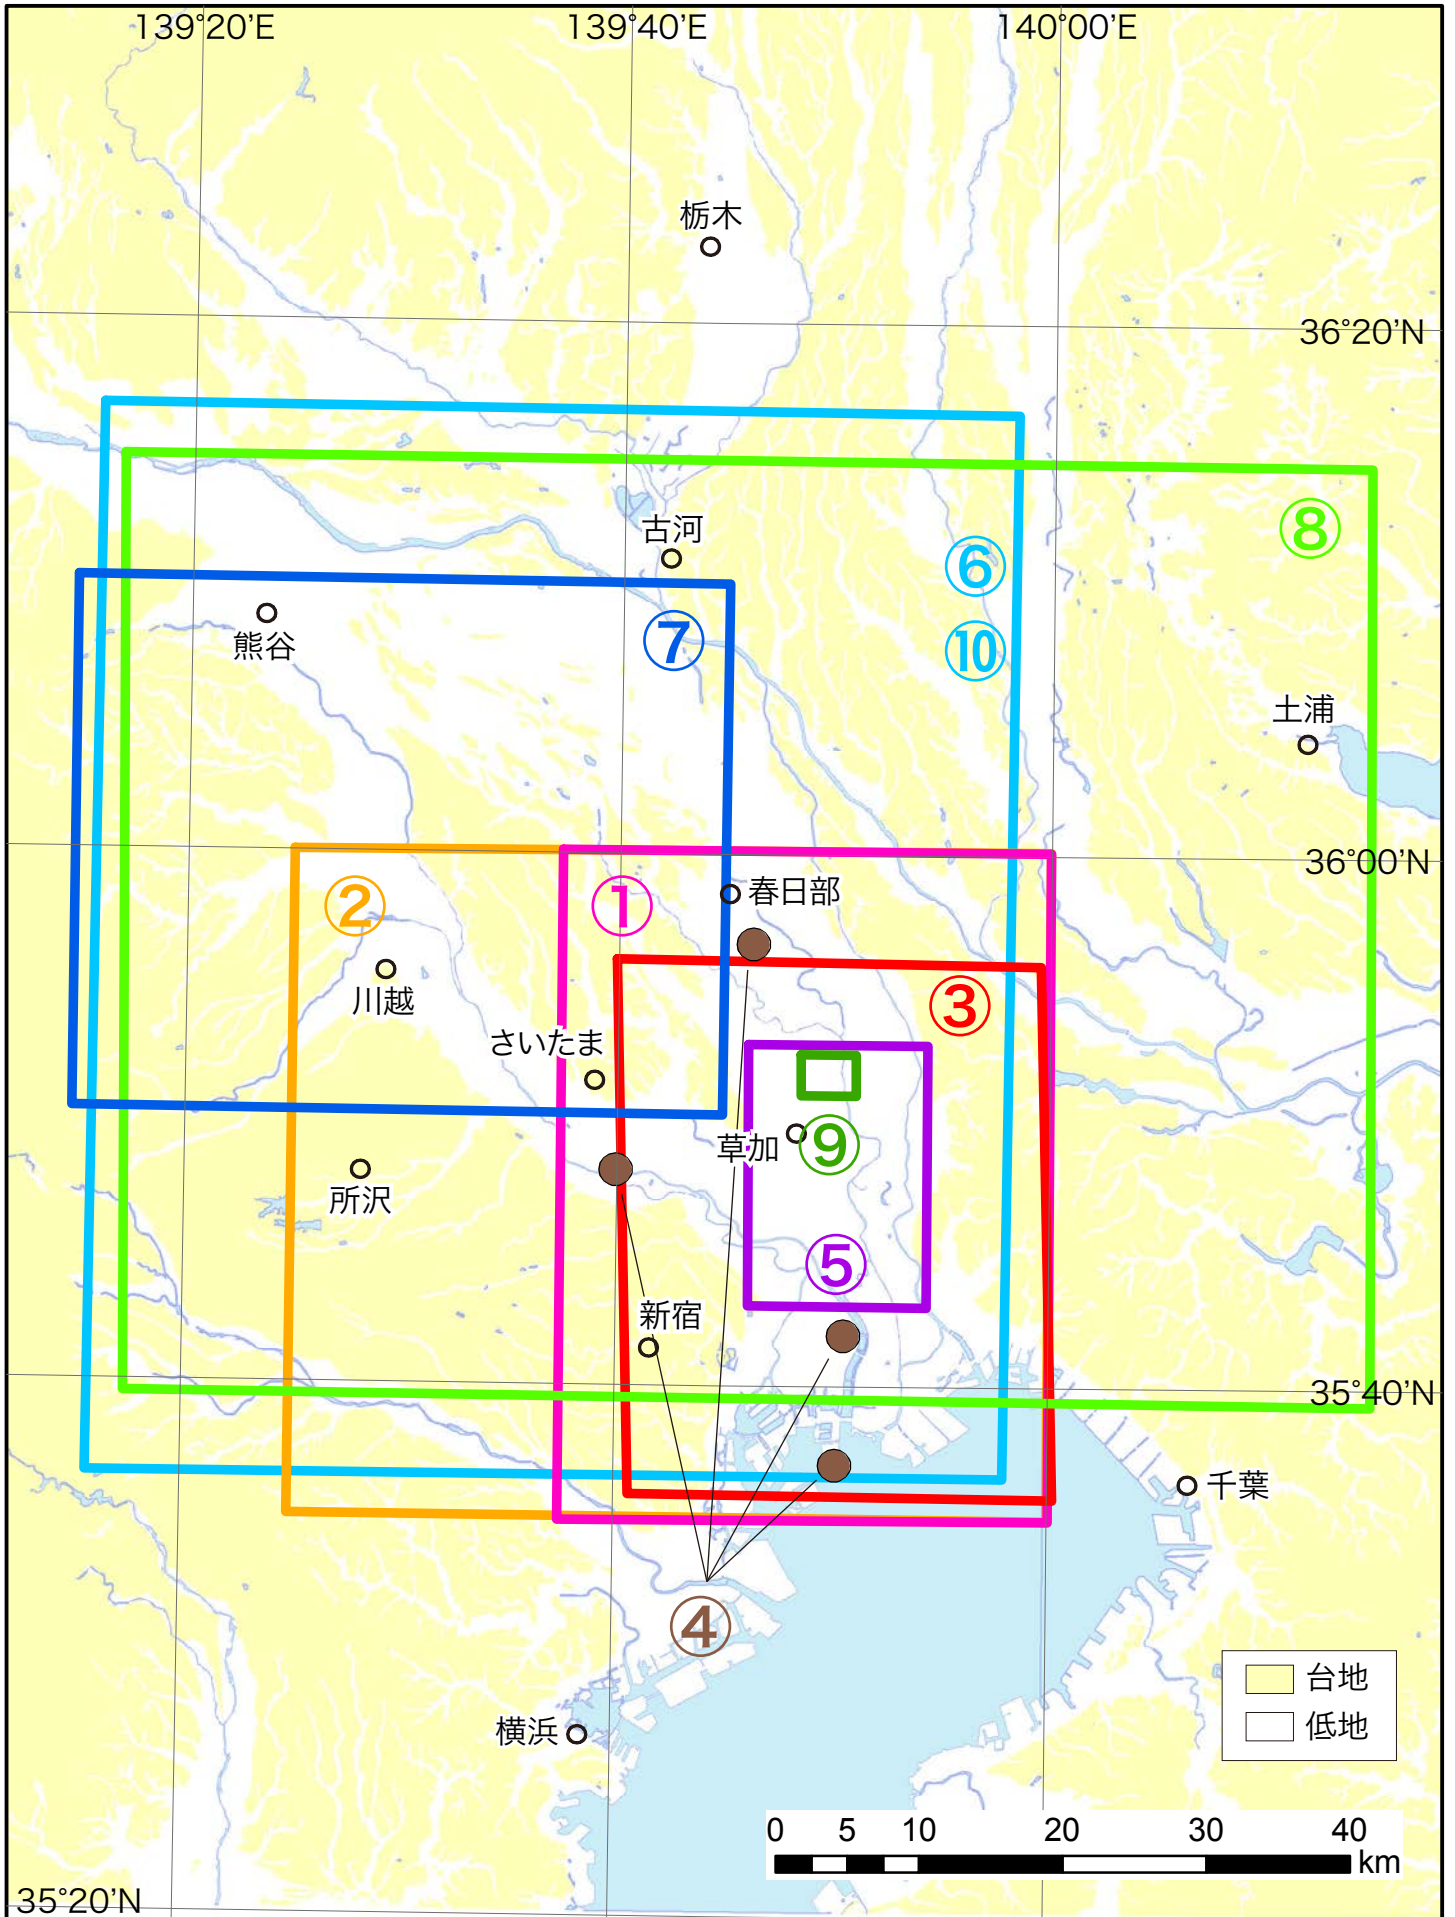 139°20'E 139°40'E 140°00'E
栃木
36°20'N
⑧
古河
⑥
⑦
熊谷
⑩
土浦
36°00'N
②
①
春日部
川越
③
さいたま
草加
⑨
所沢
⑤
新宿
35°40'N
千葉
④
台地
横浜
低地
0 5 10 20 30 40
km
35°20'N